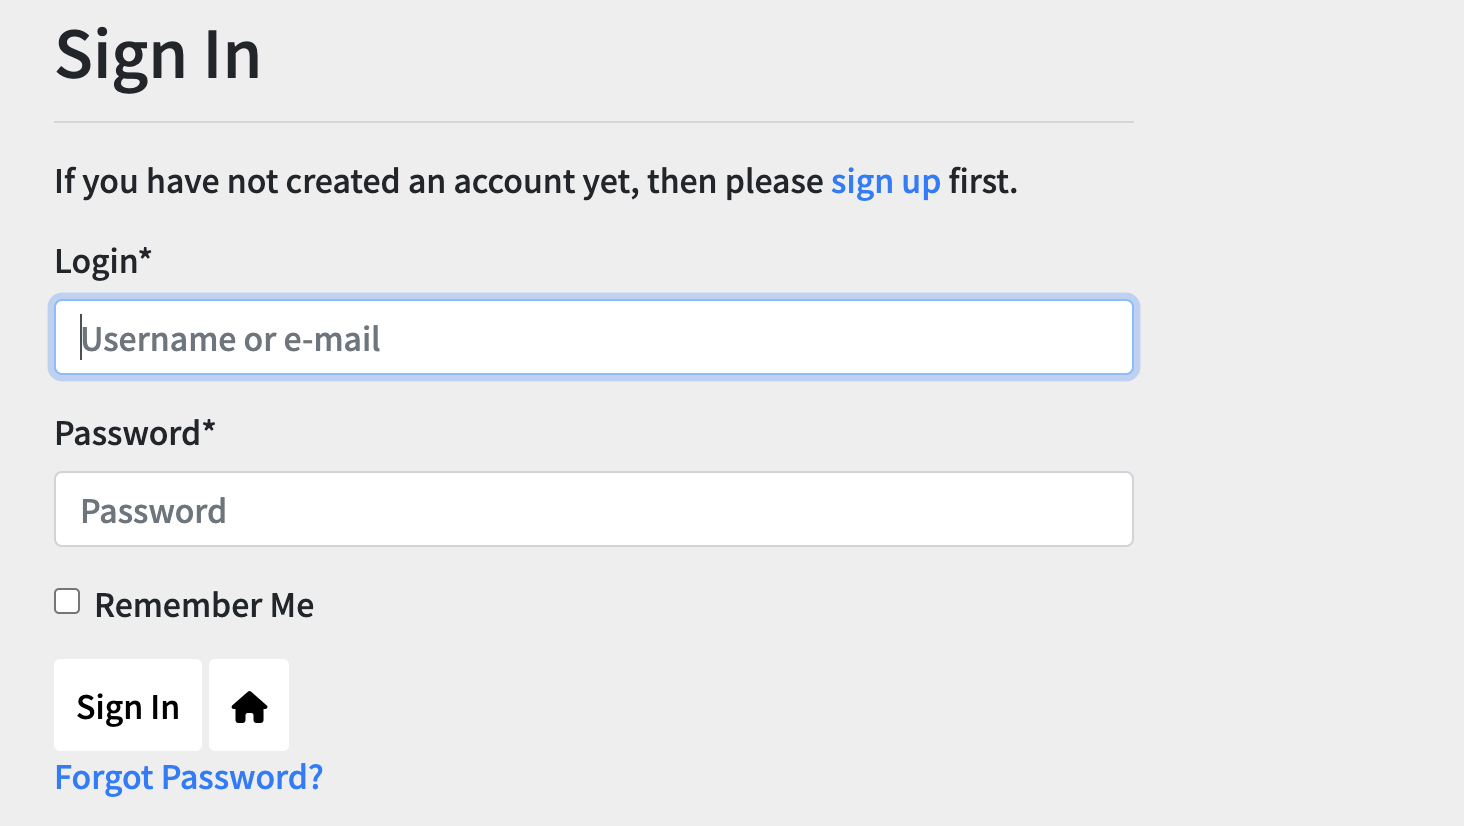 Sign In
If you have not created an account yet, then please sign up first.
Login*
Username or e-mail
Password*
Password
Remember Me
Sign In
Forgot Password?